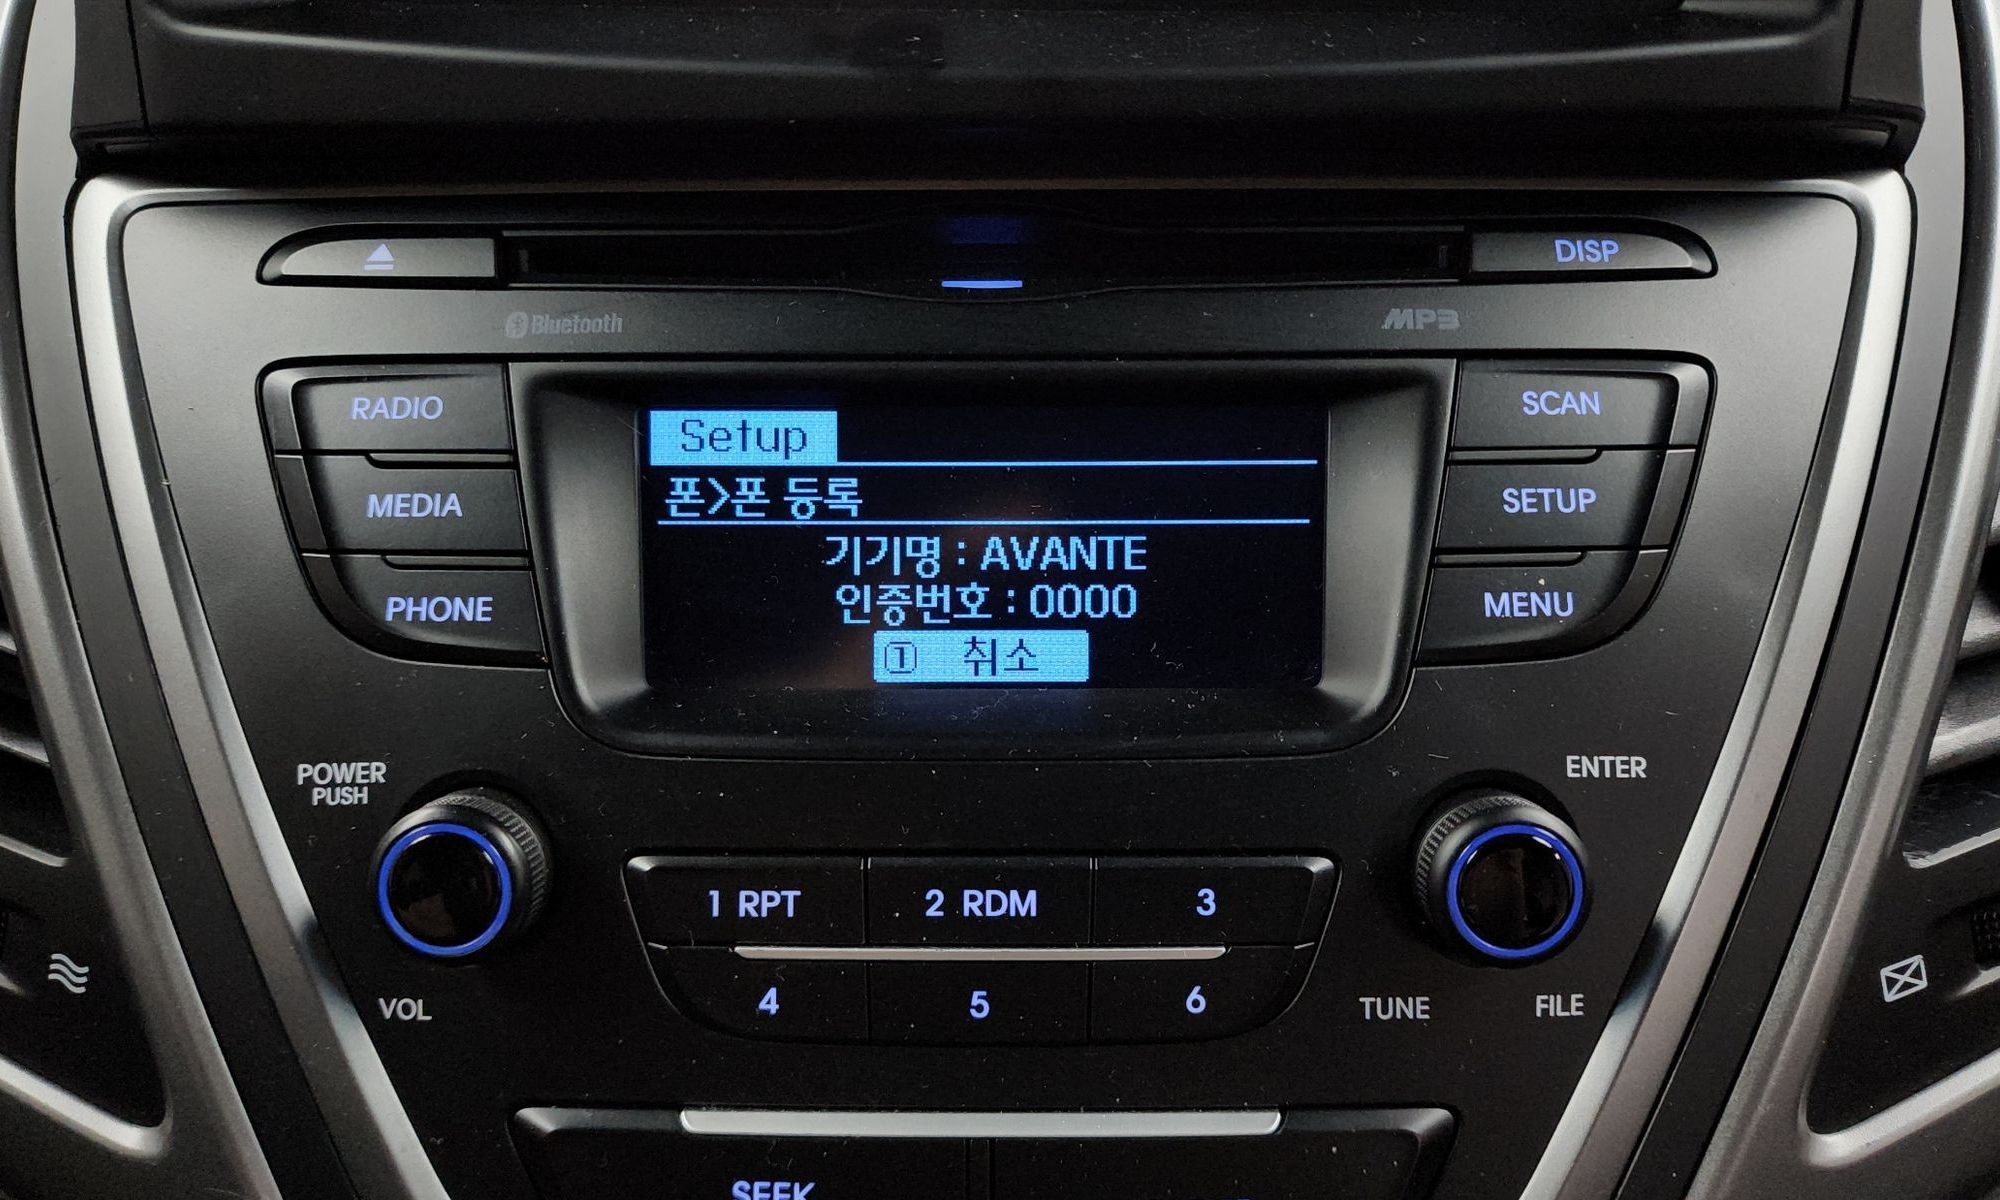 DISP
Bluetooth
MP3
RADIO
SCAN
Setup
폰>폰 등록
MEDIA
SETUP
기기명 : AVANTE
인증번호 : 0000
PHONE
MENU
① 취소
POWER
PUSH
ENTER
1 RPT
2 RDM
3
VOL
4
5
6
TUNE
FILE
SEEK